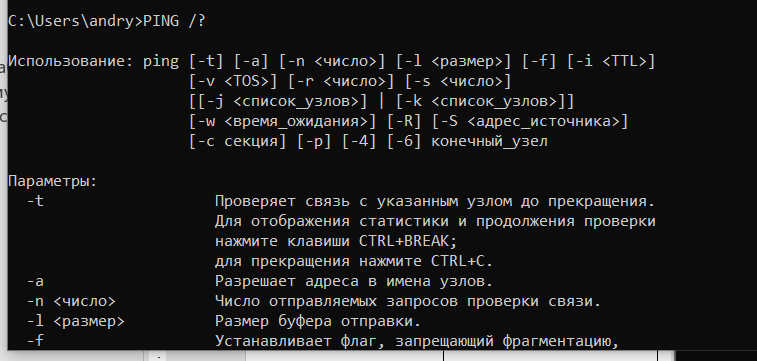 C:\Users\andry>PING /?
Использование: ping [-t] [-a] [-n <число>] [-l <размер>] [-f] [-i <TTL>]
[-v <TOS>] [-r <число>] [-s <число>]
[[-j <список_узлов>] | [-k <список_узлов>]]
[-w <время_ожидания>] [-R] [-S <адрес_источника>]
[-c секция] [-p] [-4] [-6] конечный_узел
Параметры:
-t Проверяет связь с указанным узлом до прекращения.
Для отображения статистики и продолжения проверки
нажмите клавиши CTRL+BREAK;
для прекращения нажмите CTRL+C.
-a Разрешает адреса в имена узлов.
-n <число> Число отправляемых запросов проверки связи.
-l <размер> Размер буфера отправки.
-f Устанавливает флаг, запрещающий фрагментацию,